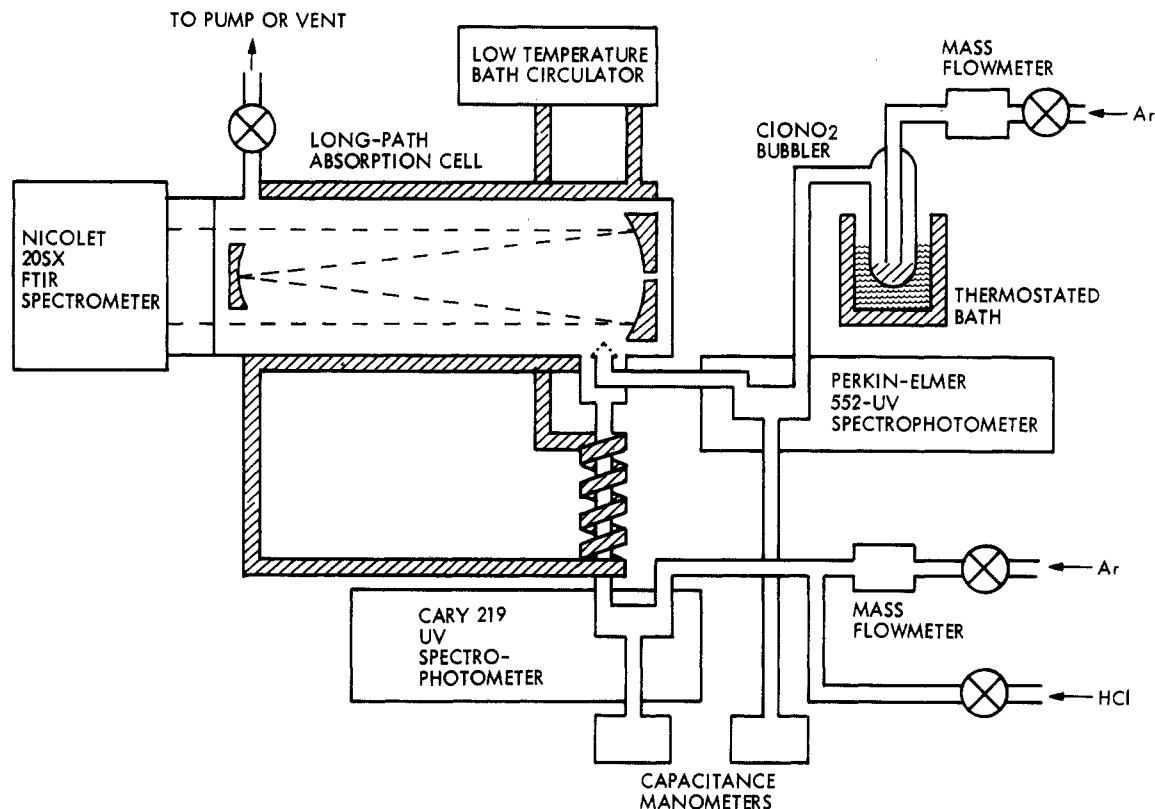 TO PUMP OR VENT
LOW TEMPERATURE
BATH CIRCULATOR
MASS
FLOWMETER
Ar
LONG-PATH
ABSORPTION CELL
ClONO2
BUBBLER
NICOLET
20SX
FTIR
SPECTROMETER
THERMOSTATED
BATH
PERKIN-ELMER
552-UV
SPECTROPHOTOMETER
Ar
MASS
FLOWMETER
CARY 219
UV
SPECTRO-
PHOTOMETER
HCl
CAPACITANCE
MANOMETERS